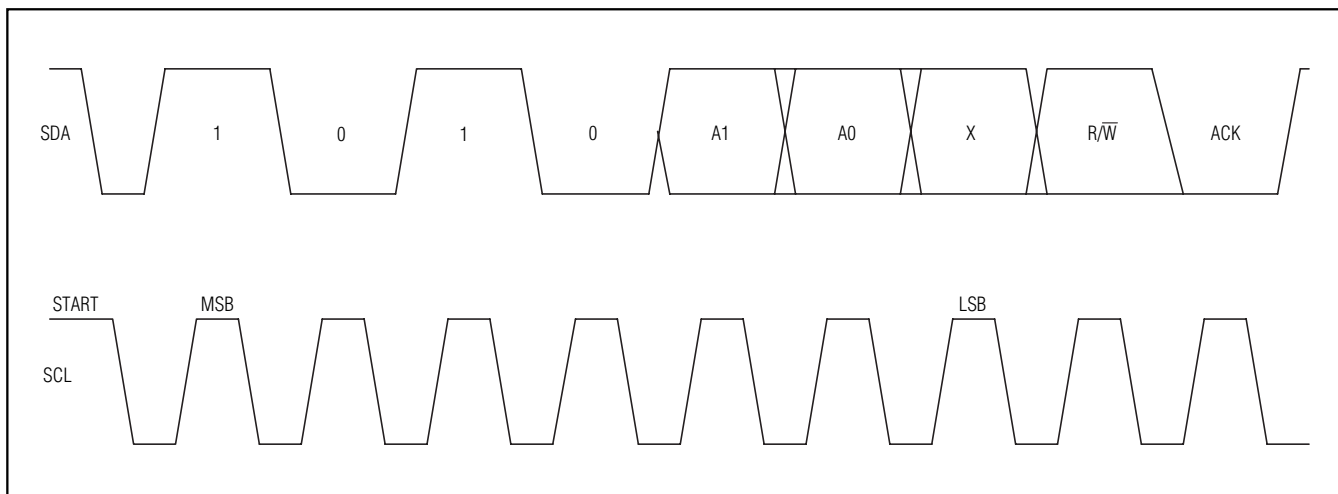 SDA 1 0 1 0 A1 A0 X R/W̅ ACK
START MSB LSB
SCL